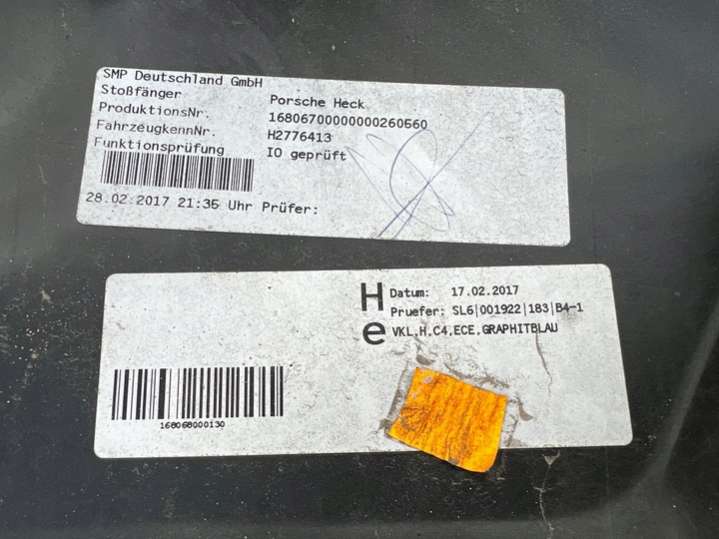 SMP Deutschland GmbH
Stoßfänger Porsche Heck
ProduktionsNr. 16806700000000260560
FahrzeugkennNr. H2776413
Funktionsprüfung IO geprüft
28.02.2017 21:35 Uhr Prüfer:
H Datum: 17.02.2017
Pruefer: SL6|001922|183|B4-1
e VKL,H,C4,ECE,GRAPHITBLAU
168068000130